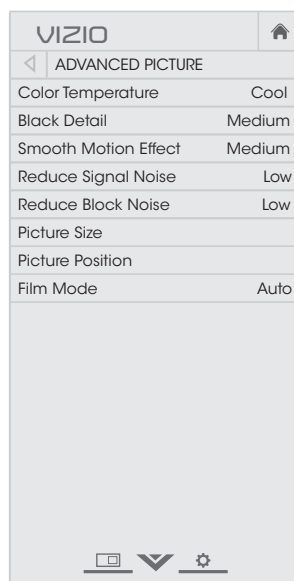 VIZIO
ADVANCED PICTURE
Color Temperature Cool
Black Detail Medium
Smooth Motion Effect Medium
Reduce Signal Noise Low
Reduce Block Noise Low
Picture Size
Picture Position
Film Mode Auto